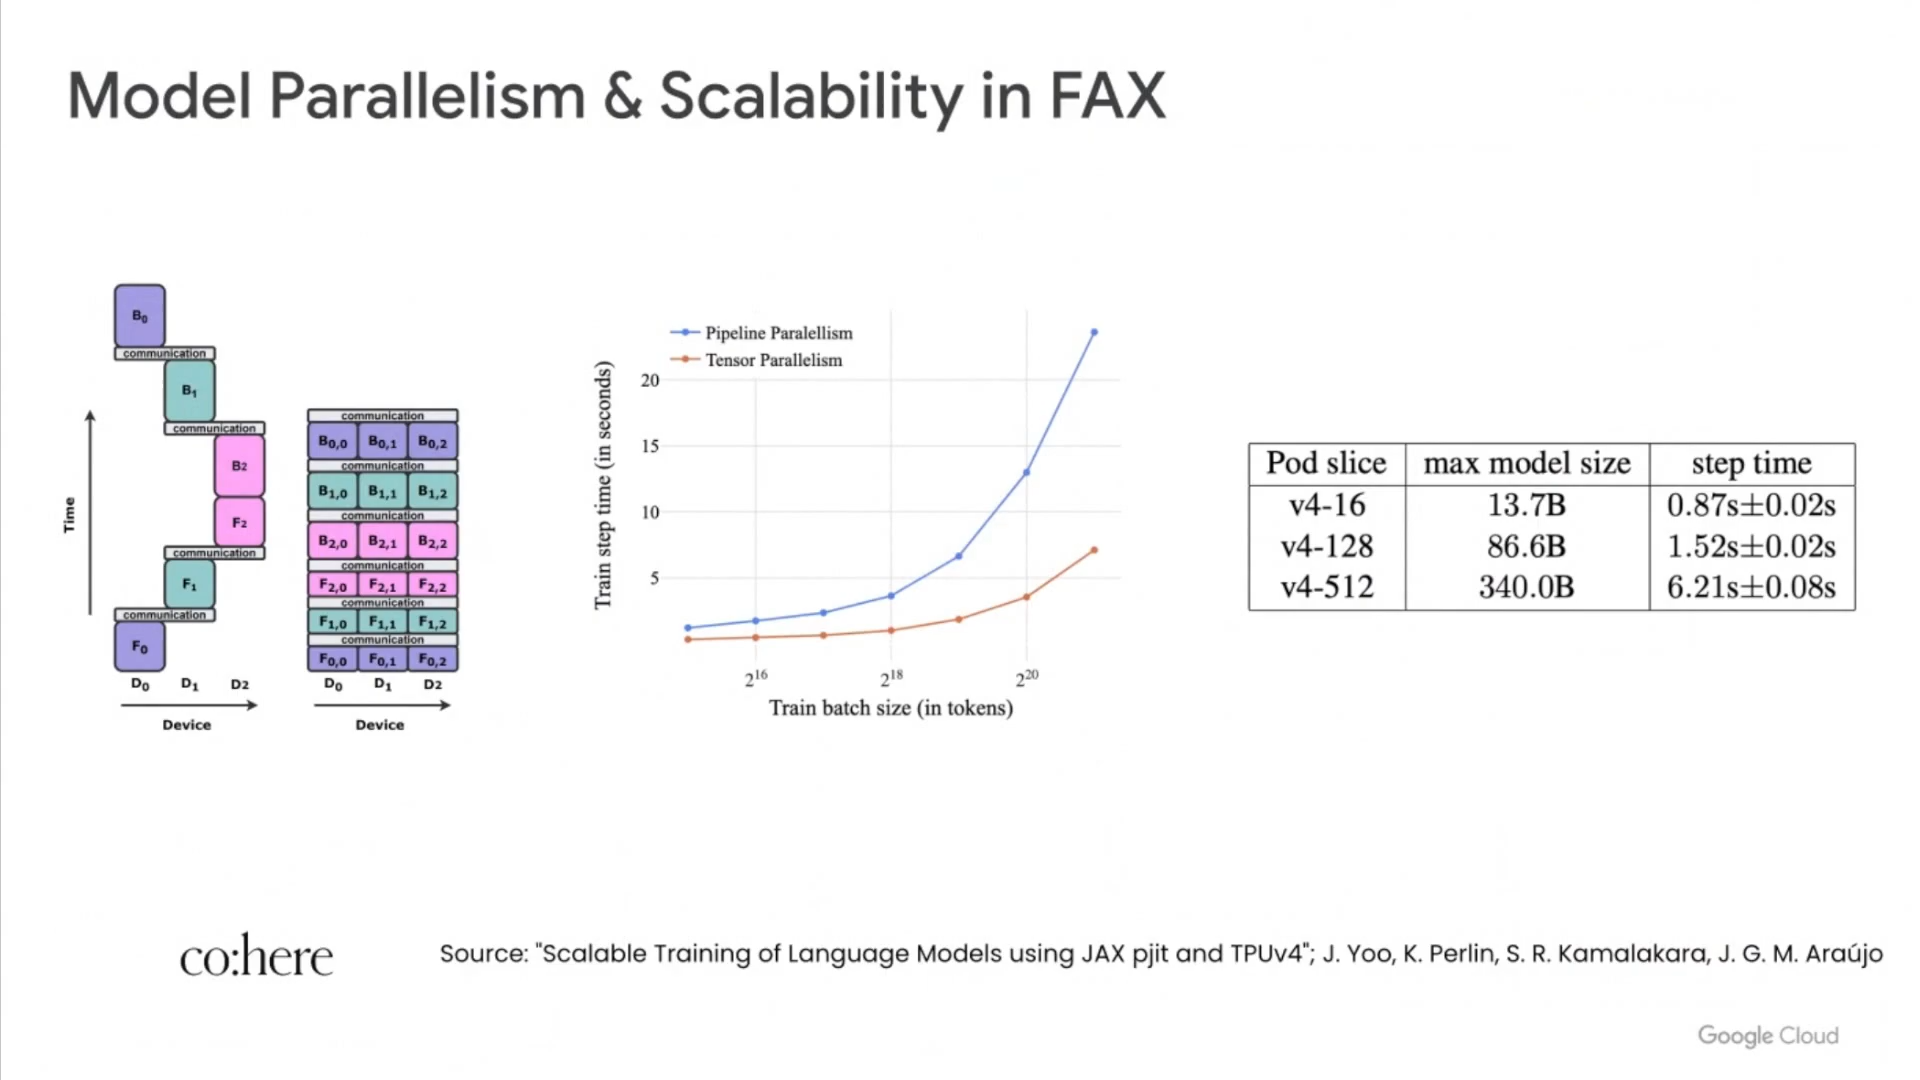 Model Parallelism & Scalability in FAX
B0
communication
B1
communication
B2
F2
communication
F1
communication
F0
D0 D1 D2
Device
Time
communication
B0,0 B0,1 B0,2
communication
B1,0 B1,1 B1,2
communication
B2,0 B2,1 B2,2
communication
F2,0 F2,1 F2,2
communication
F1,0 F1,1 F1,2
communication
F0,0 F0,1 F0,2
D0 D1 D2
Device
Pipeline Paralellism
Tensor Parallelism
Train step time (in seconds)
20
15
10
5
2^16 2^18 2^20
Train batch size (in tokens)
Pod slice max model size step time
v4-16 13.7B 0.87s±0.02s
v4-128 86.6B 1.52s±0.02s
v4-512 340.0B 6.21s±0.08s
co:here
Source: "Scalable Training of Language Models using JAX pjit and TPUv4"; J. Yoo, K. Perlin, S. R. Kamalakara, J. G. M. Araújo
Google Cloud